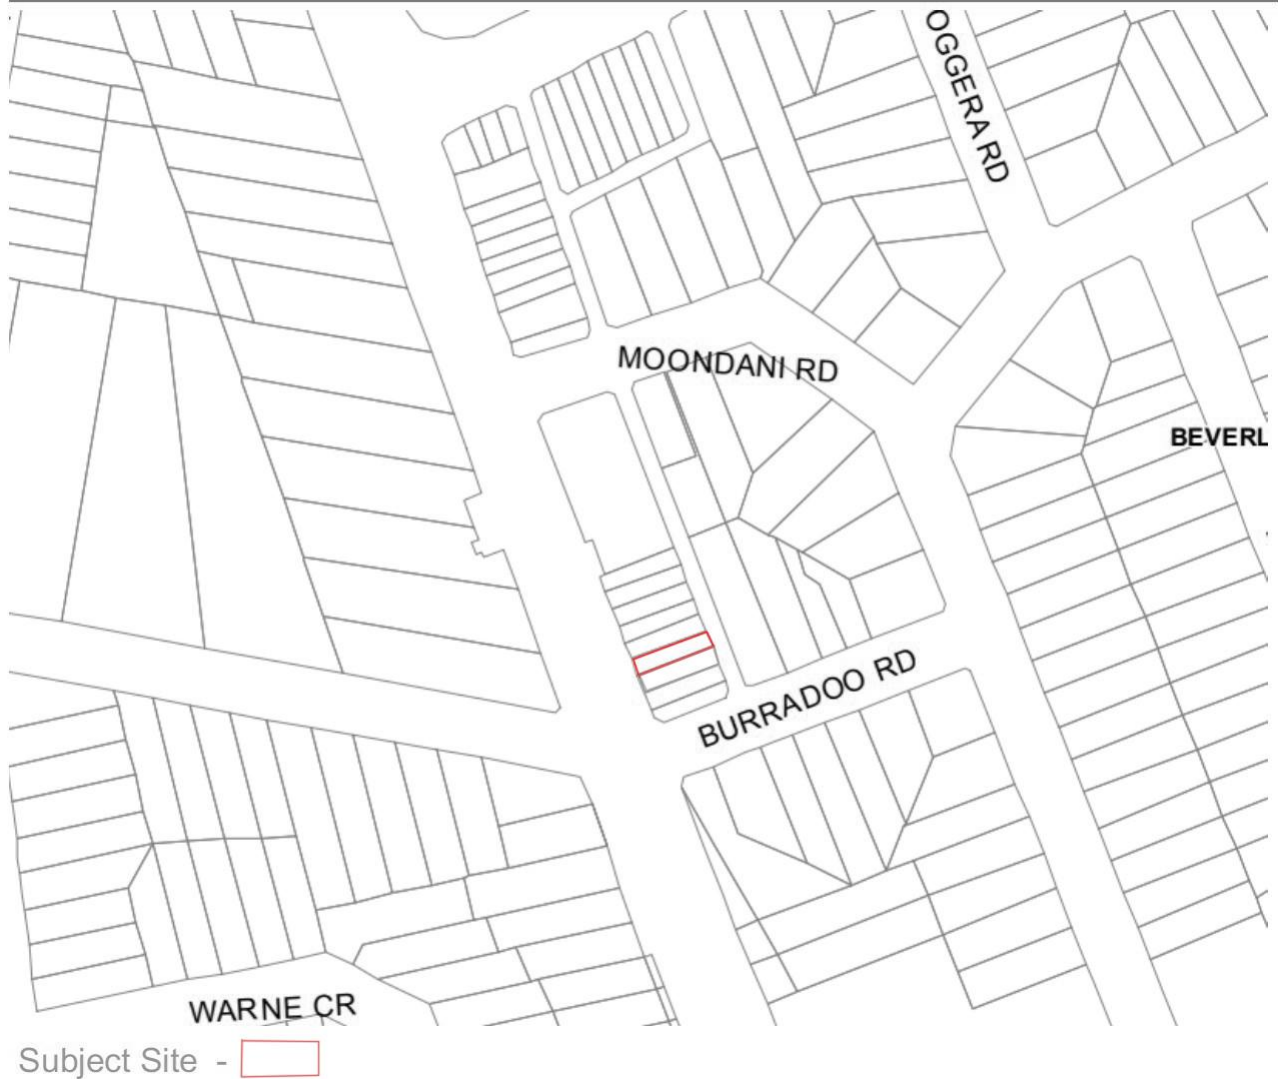 OGGERA RD
MOONDANI RD
BEVERL
BURRADOO RD
WARNE CR
Subject Site -